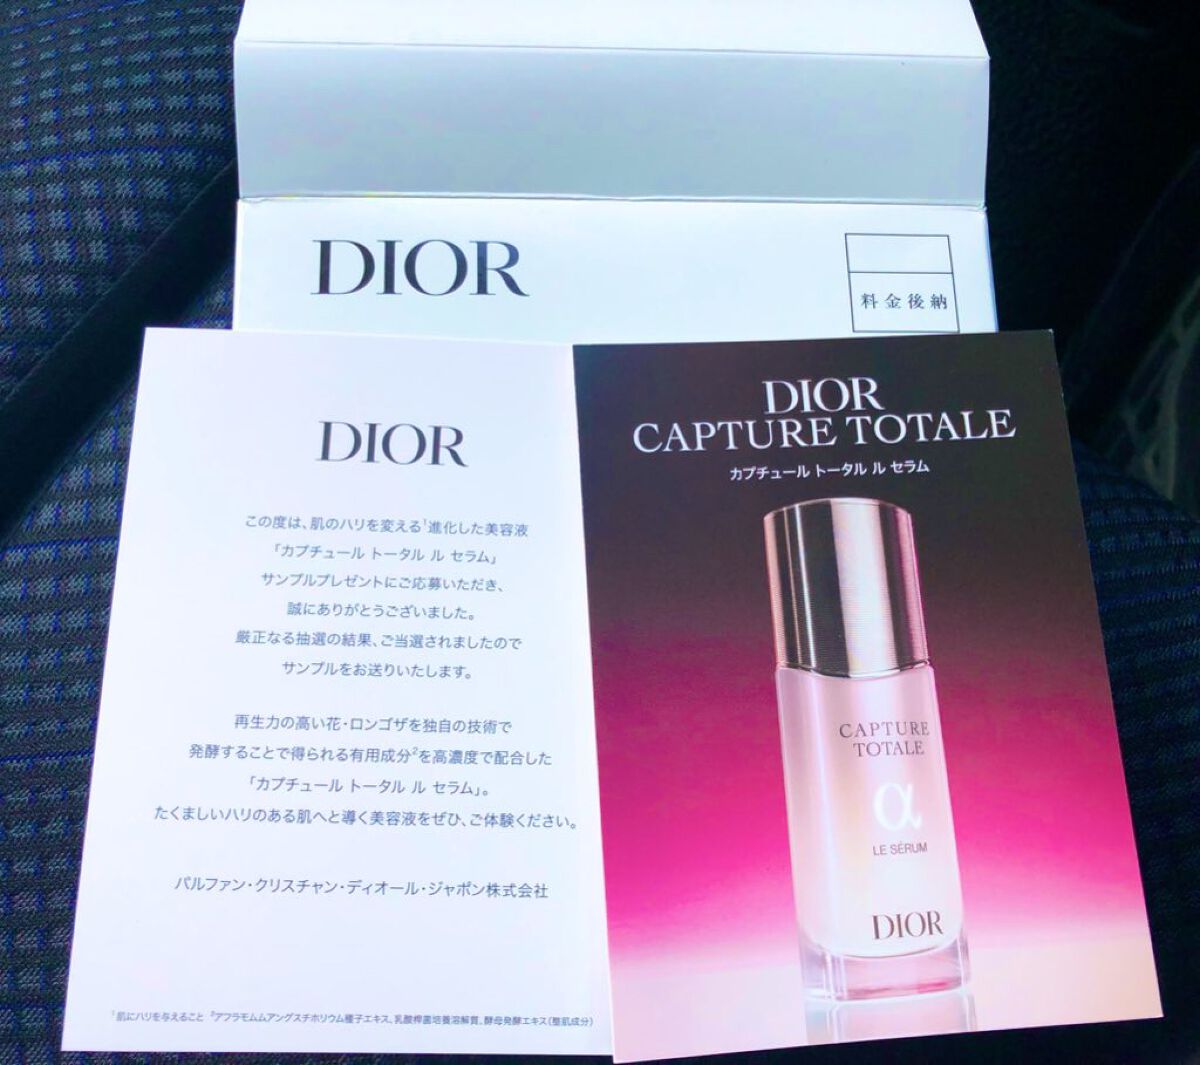 DIOR
料金後納
DIOR
この度は、肌のハリを変える¹進化した美容液
「カプチュール トータル ル セラム」
サンプルプレゼントにご応募いただき、
誠にありがとうございました。
厳正なる抽選の結果、ご当選されましたので
サンプルをお送りいたします。
再生力の高い花・ロンゴザを独自の技術で
発酵することで得られる有用成分²を高濃度で配合した
「カプチュール トータル ル セラム」。
たくましいハリのある肌へと導く美容液をぜひ、ご体験ください。
パルファン・クリスチャン・ディオール・ジャポン株式会社
¹肌にハリを与えること ²アフラモムムアングスチホリウム種子エキス、乳酸桿菌培養溶解質、酵母発酵エキス(整肌成分)
DIOR
CAPTURE TOTALE
カプチュール トータル ル セラム
CAPTURE
TOTALE
α
LE SÉRUM
DIOR